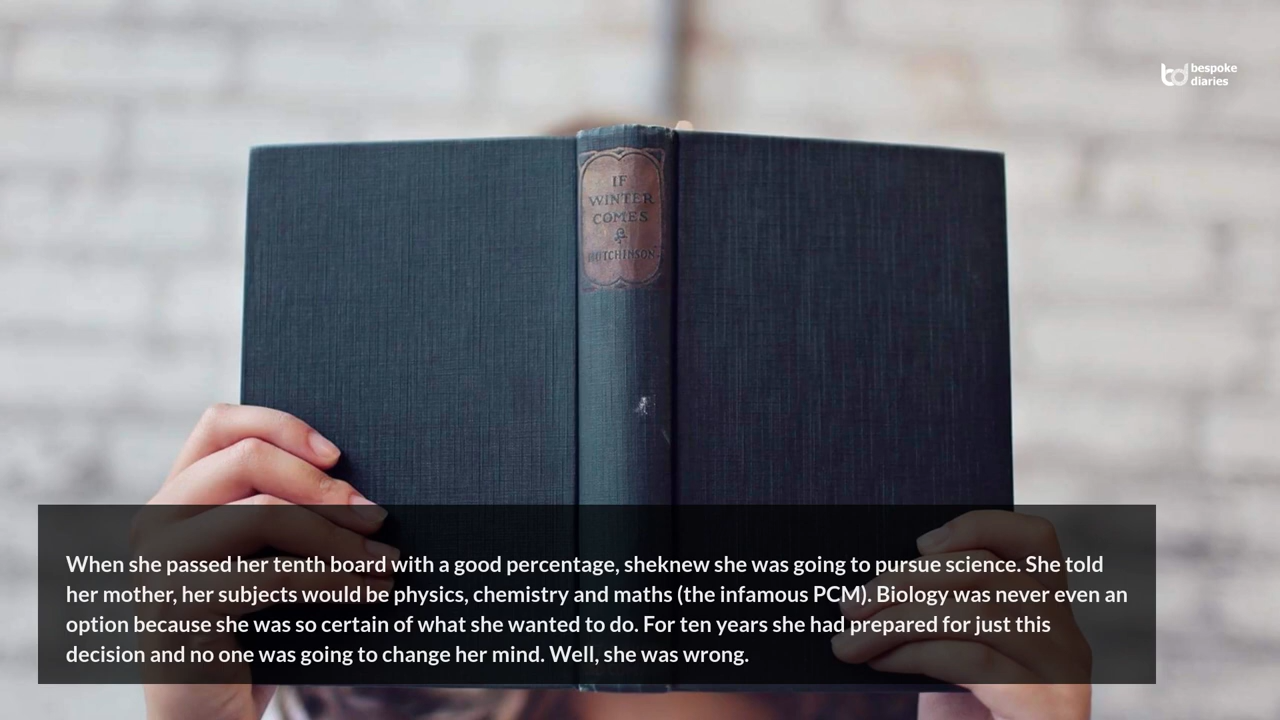 bespoke
diaries
IF
WINTER
COMES
HUTCHINSON
When she passed her tenth board with a good percentage, sheknew she was going to pursue science. She told
her mother, her subjects would be physics, chemistry and maths (the infamous PCM). Biology was never even an
option because she was so certain of what she wanted to do. For ten years she had prepared for just this
decision and no one was going to change her mind. Well, she was wrong.